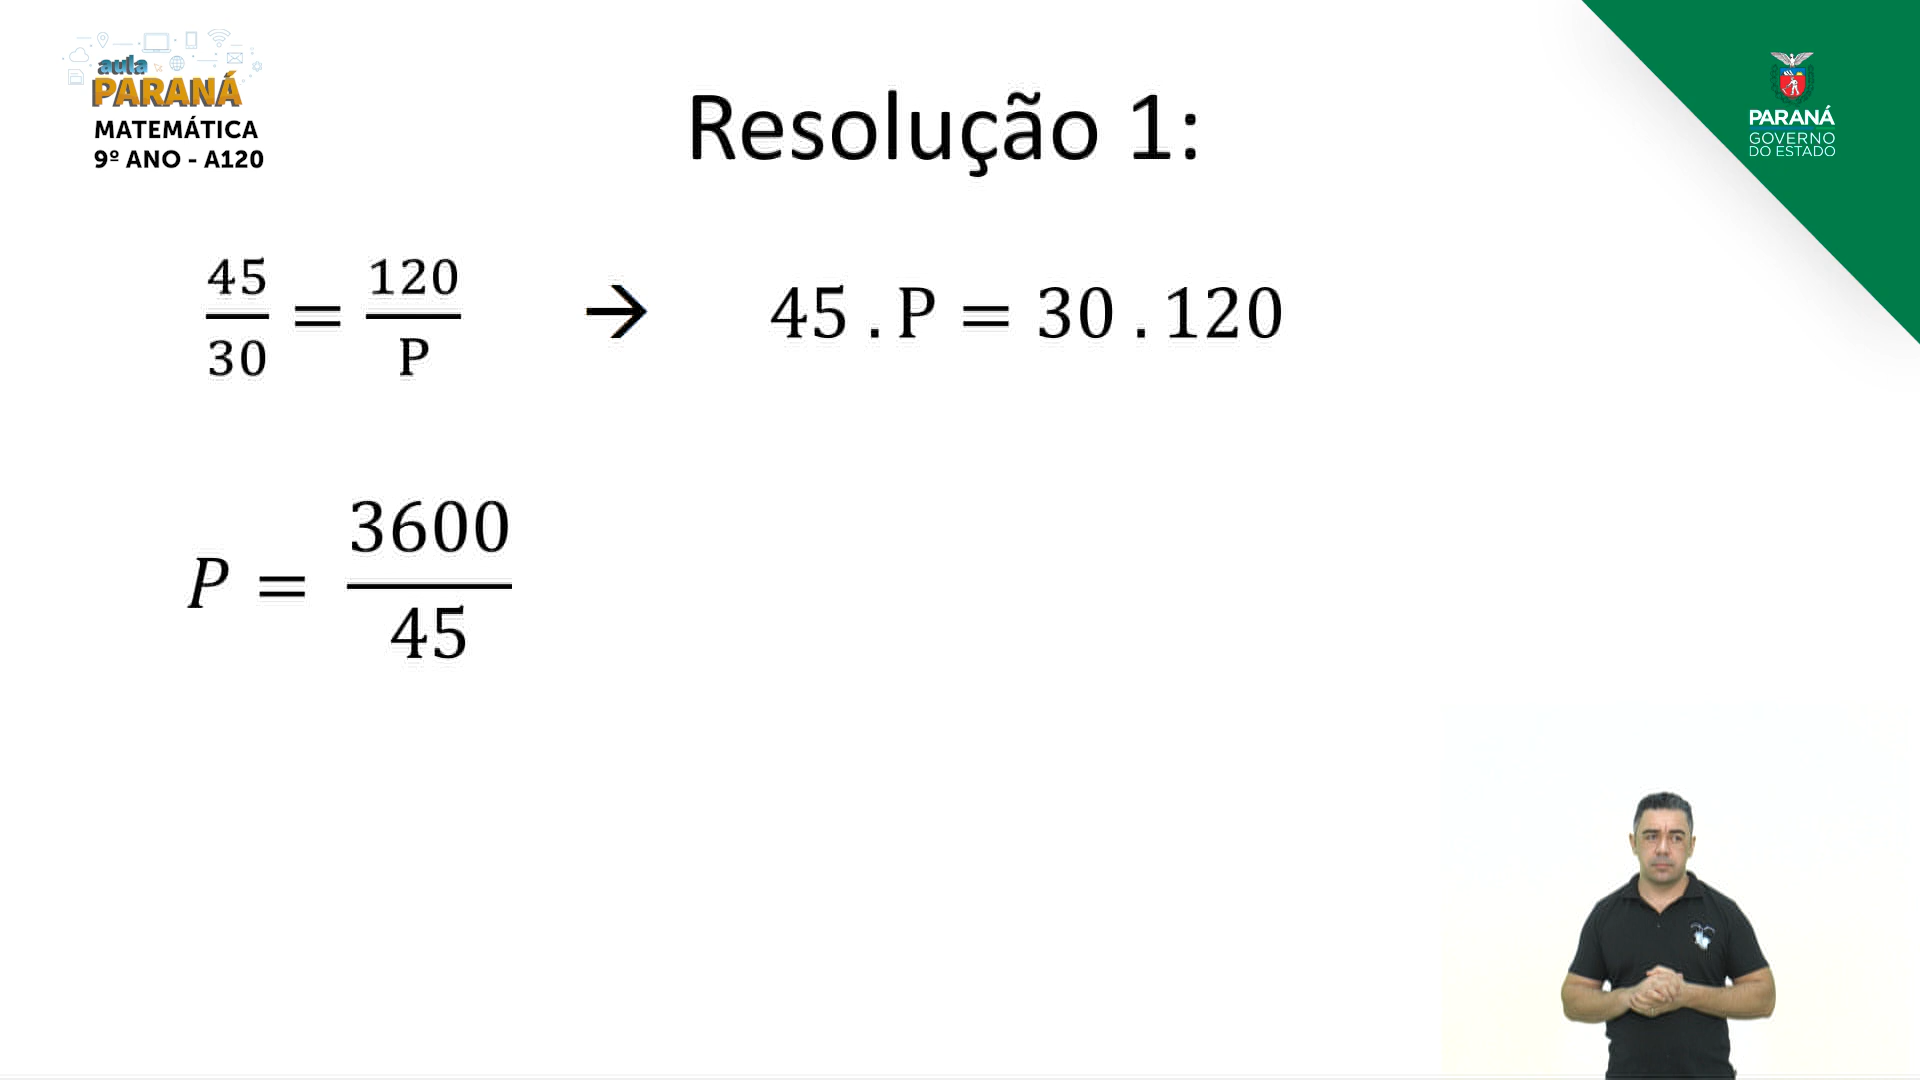 aula
PARANÁ
MATEMÁTICA
9º ANO - A120
Resolução 1:
PARANÁ
GOVERNO
DO ESTADO
45/30 = 120/P → 45 . P = 30 . 120
P = 3600/45